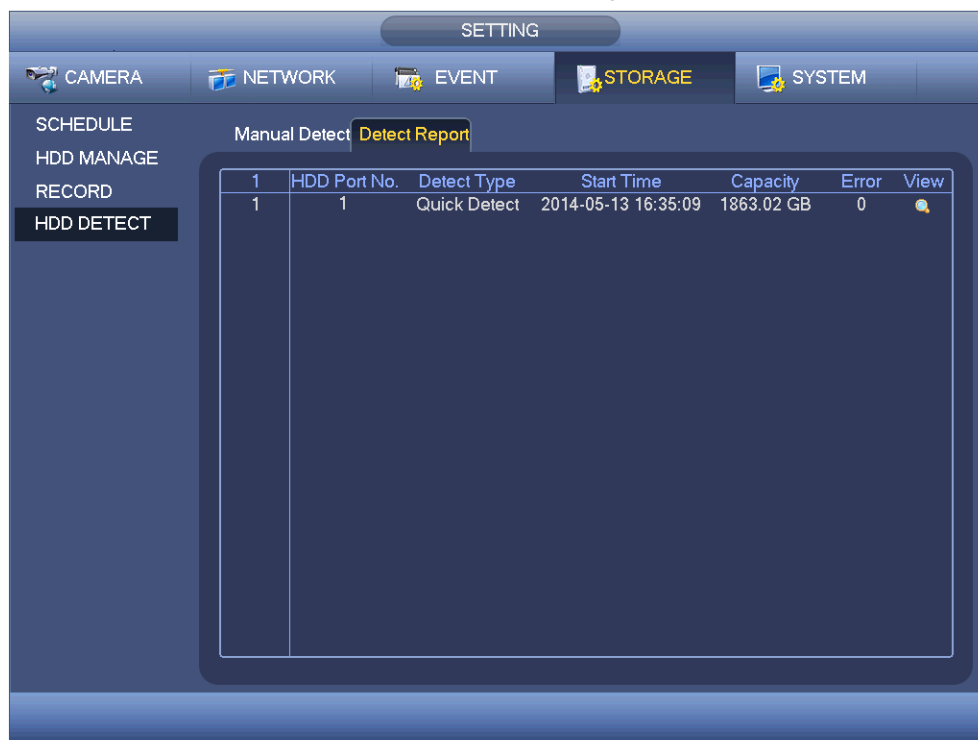 SETTING
CAMERA NETWORK EVENT STORAGE SYSTEM
SCHEDULE
HDD MANAGE
RECORD
HDD DETECT
Manual Detect Detect Report
1 HDD Port No. Detect Type Start Time Capacity Error View
1 1 Quick Detect 2014-05-13 16:35:09 1863.02 GB 0